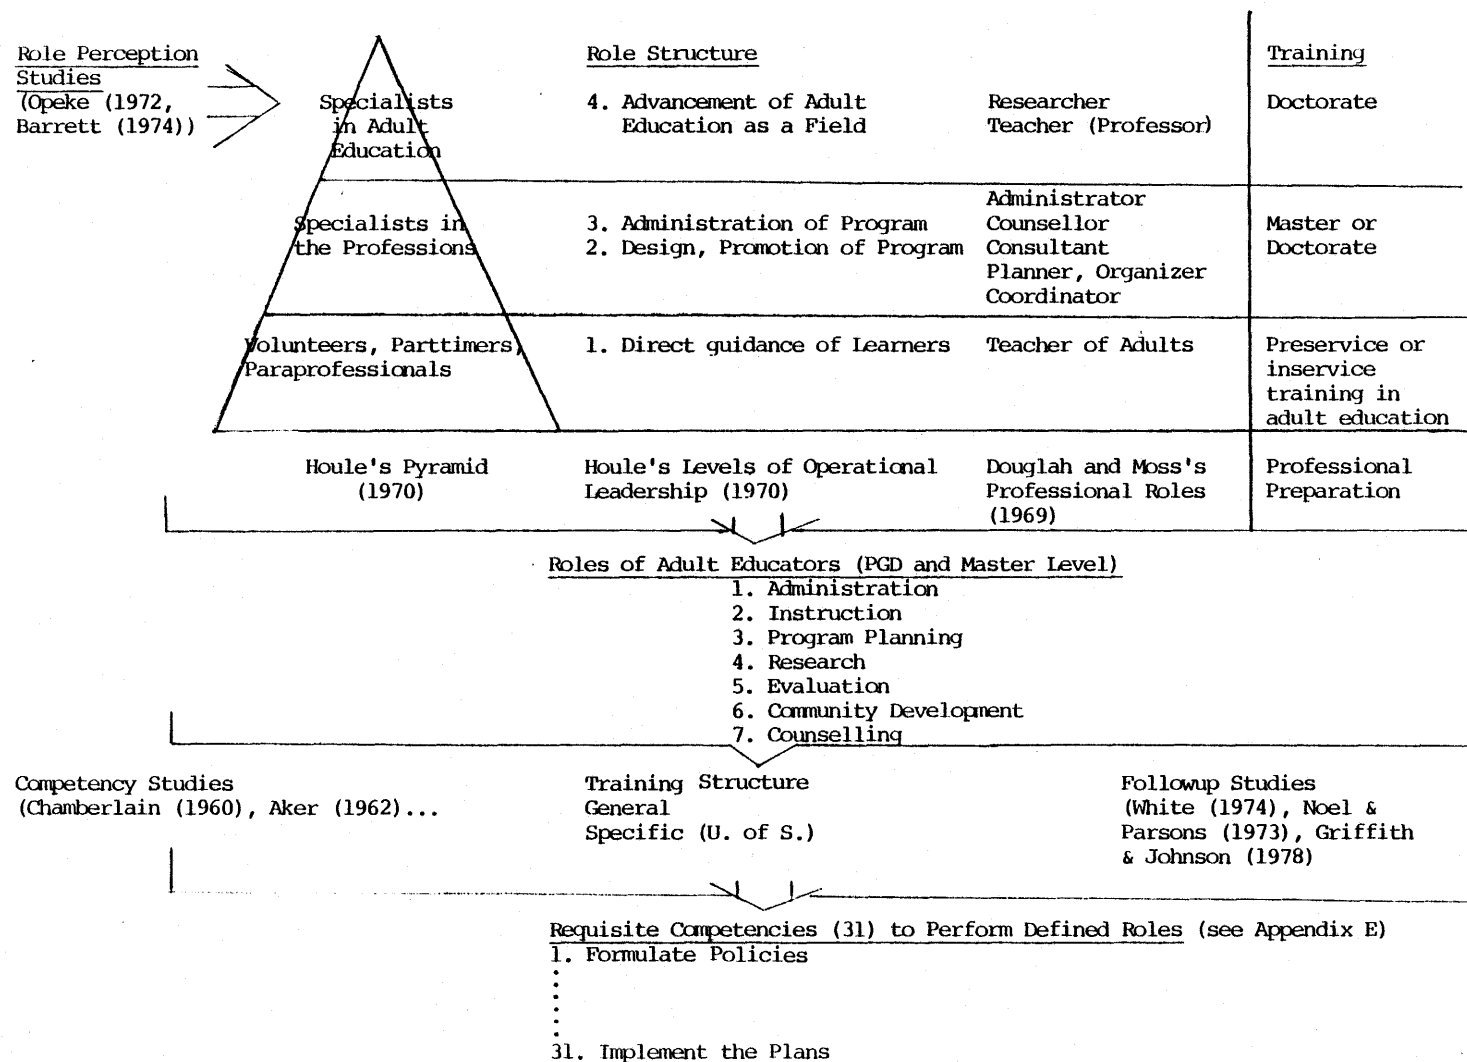 Role Perception
Studies
(Opeke (1972,
Barrett (1974))
Role Structure
Training
Specialists
in Adult
Education
4. Advancement of Adult
Education as a Field
Researcher
Teacher (Professor)
Doctorate
Specialists in
the Professions
3. Administration of Program
2. Design, Promotion of Program
Administrator
Counsellor
Consultant
Planner, Organizer
Coordinator
Master or
Doctorate
Volunteers, Parttimers,
Paraprofessionals
1. Direct guidance of Learners
Teacher of Adults
Preservice or
inservice
training in
adult education
Houle's Pyramid
(1970)
Houle's Levels of Operational
Leadership (1970)
Douglah and Moss's
Professional Roles
(1969)
Professional
Preparation
Roles of Adult Educators (PGD and Master Level)
1. Administration
2. Instruction
3. Program Planning
4. Research
5. Evaluation
6. Community Development
7. Counselling
Competency Studies
(Chamberlain (1960), Aker (1962)...
Training Structure
General
Specific (U. of S.)
Followup Studies
(White (1974), Noel &
Parsons (1973), Griffith
& Johnson (1978)
Requisite Competencies (31) to Perform Defined Roles (see Appendix E)
1. Formulate Policies
31. Implement the Plans